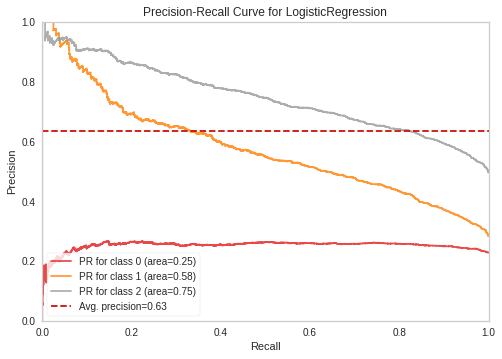 Precision-Recall Curve for LogisticRegression
1.0
0.8
0.6
0.4
0.2
0.0
Precision
PR for class 0 (area=0.25)
PR for class 1 (area=0.58)
PR for class 2 (area=0.75)
Avg. precision=0.63
0.0 0.2 0.4 0.6 0.8 1.0
Recall